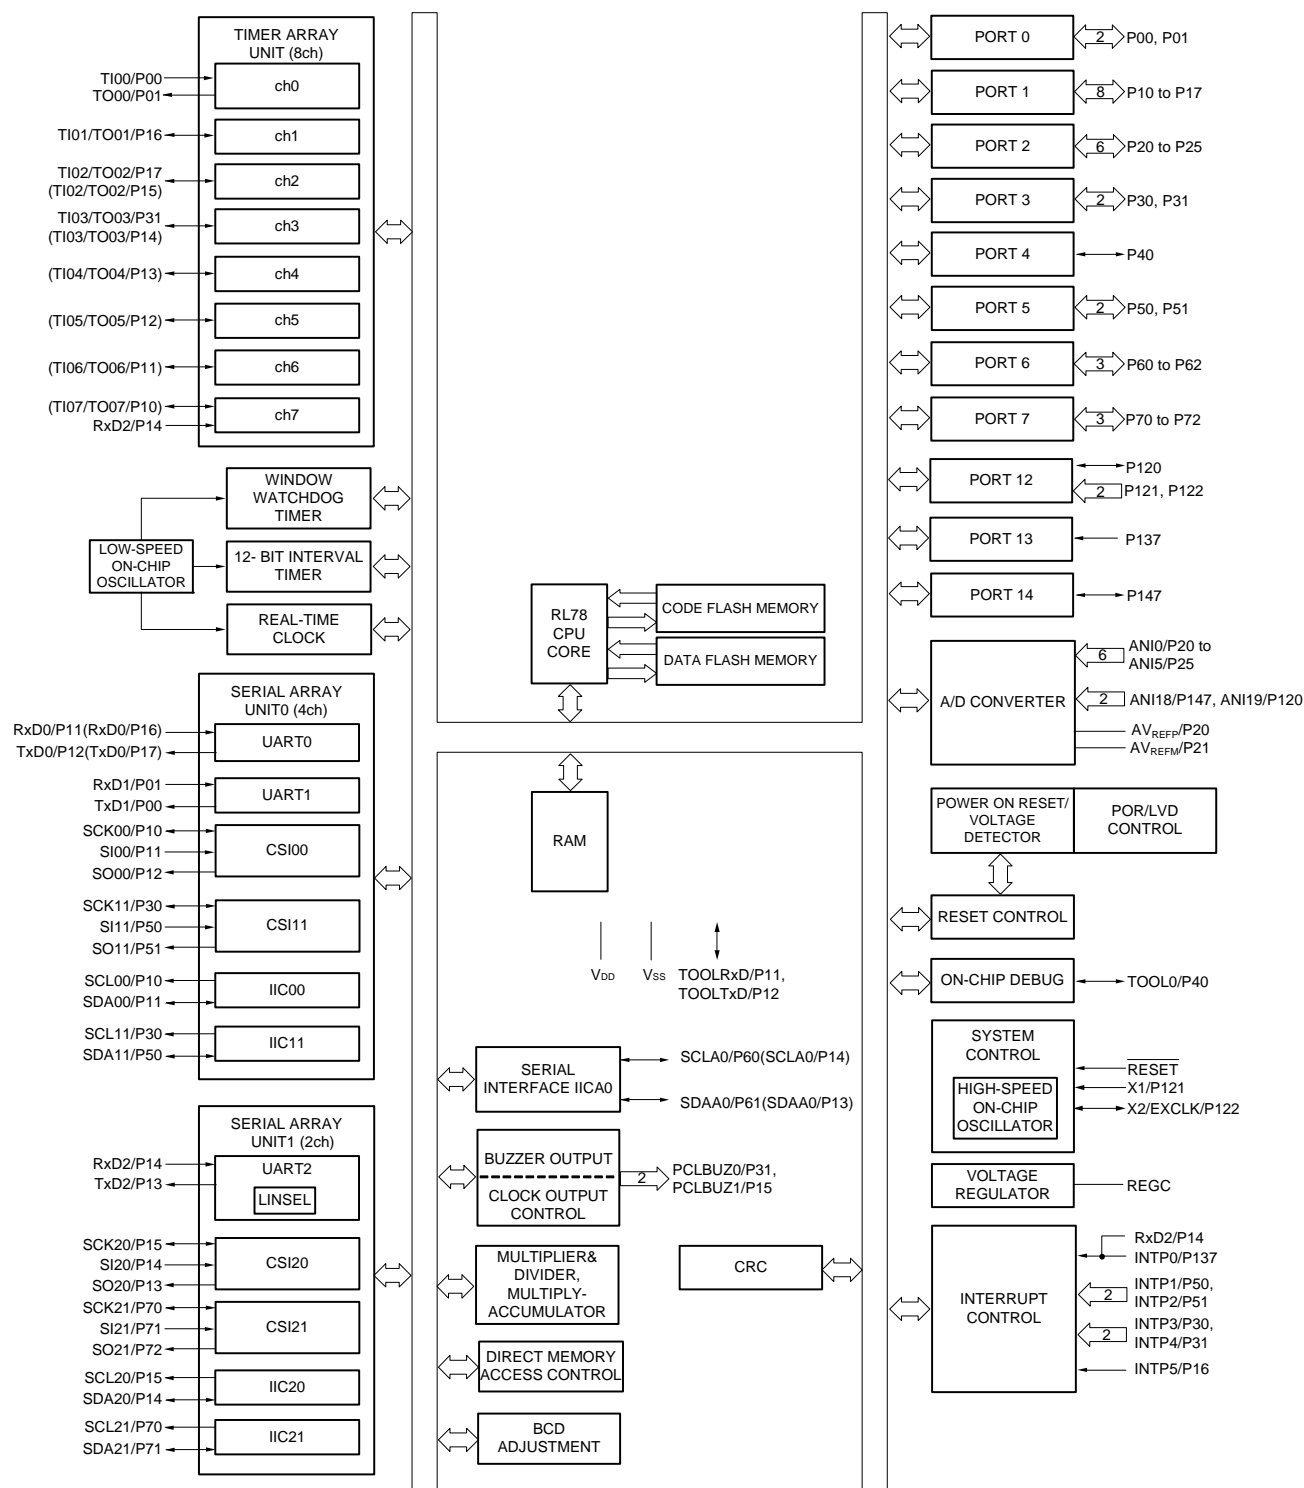 TIMER ARRAY
UNIT (8ch)
TI00/P00
TO00/P01
ch0
TI01/TO01/P16
ch1
TI02/TO02/P17
(TI02/TO02/P15)
ch2
TI03/TO03/P31
(TI03/TO03/P14)
ch3
(TI04/TO04/P13)
ch4
(TI05/TO05/P12)
ch5
(TI06/TO06/P11)
ch6
(TI07/TO07/P10)
RxD2/P14
ch7
WINDOW
WATCHDOG
TIMER
LOW-SPEED
ON-CHIP
OSCILLATOR
12- BIT INTERVAL
TIMER
REAL-TIME
CLOCK
SERIAL ARRAY
UNIT0 (4ch)
RxD0/P11(RxD0/P16)
TxD0/P12(TxD0/P17)
UART0
RxD1/P01
TxD1/P00
UART1
SCK00/P10
SI00/P11
SO00/P12
CSI00
SCK11/P30
SI11/P50
SO11/P51
CSI11
SCL00/P10
SDA00/P11
IIC00
SCL11/P30
SDA11/P50
IIC11
SERIAL ARRAY
UNIT1 (2ch)
RxD2/P14
TxD2/P13
UART2
LINSEL
SCK20/P15
SI20/P14
SO20/P13
CSI20
SCK21/P70
SI21/P71
SO21/P72
CSI21
SCL20/P15
SDA20/P14
IIC20
SCL21/P70
SDA21/P71
IIC21
RL78
CPU
CORE
CODE FLASH MEMORY
DATA FLASH MEMORY
RAM
VDD
VSS
TOOLRxD/P11,
TOOLTxD/P12
SERIAL
INTERFACE IICA0
SCLA0/P60(SCLA0/P14)
SDAA0/P61(SDAA0/P13)
BUZZER OUTPUT
CLOCK OUTPUT
CONTROL
2
PCLBUZ0/P31,
PCLBUZ1/P15
MULTIPLIER&
DIVIDER,
MULTIPLY-
ACCUMULATOR
CRC
DIRECT MEMORY
ACCESS CONTROL
BCD
ADJUSTMENT
PORT 0
2
P00, P01
PORT 1
8
P10 to P17
PORT 2
6
P20 to P25
PORT 3
2
P30, P31
PORT 4
P40
PORT 5
2
P50, P51
PORT 6
3
P60 to P62
PORT 7
3
P70 to P72
PORT 12
P120
2
P121, P122
PORT 13
P137
PORT 14
P147
A/D CONVERTER
6
ANI0/P20 to
ANI5/P25
2
ANI18/P147, ANI19/P120
AVREFP/P20
AVREFM/P21
POWER ON RESET/
VOLTAGE
DETECTOR
POR/LVD
CONTROL
RESET CONTROL
ON-CHIP DEBUG
TOOL0/P40
SYSTEM
CONTROL
HIGH-SPEED
ON-CHIP
OSCILLATOR
RESET
X1/P121
X2/EXCLK/P122
VOLTAGE
REGULATOR
REGC
INTERRUPT
CONTROL
RxD2/P14
INTP0/P137
2
INTP1/P50,
INTP2/P51
2
INTP3/P30,
INTP4/P31
INTP5/P16